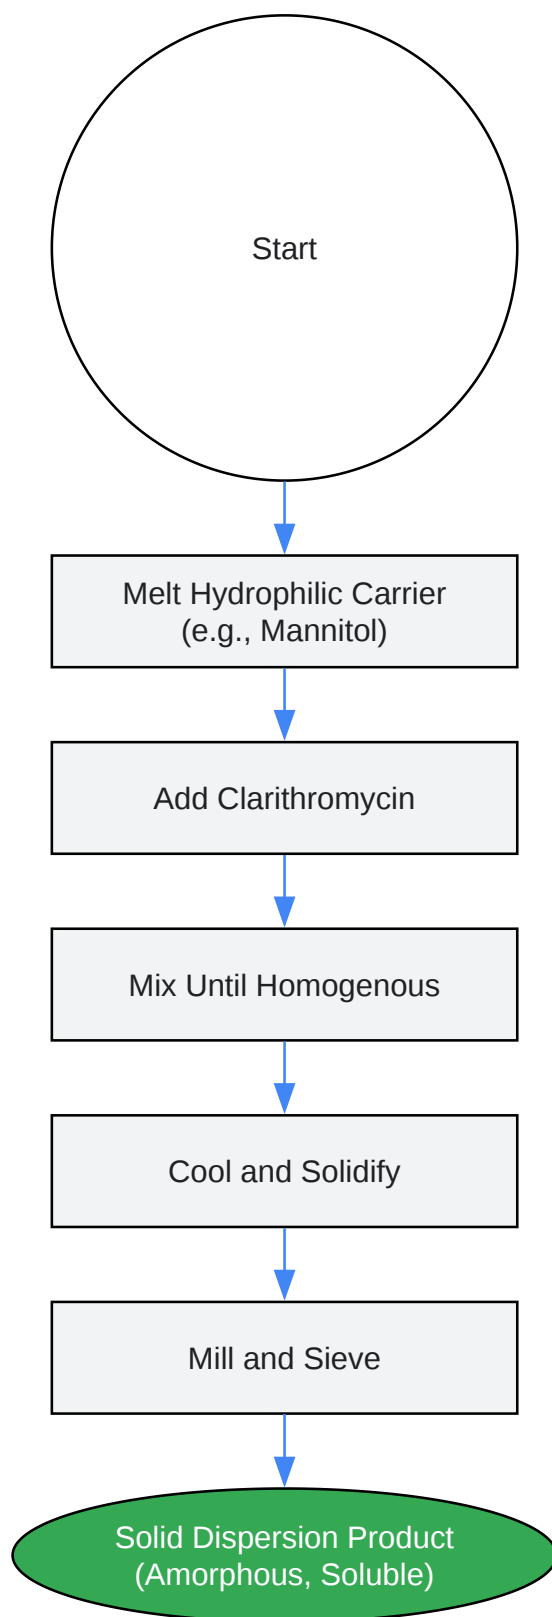 Start
Melt Hydrophilic Carrier
(e.g., Mannitol)
Add Clarithromycin
Mix Until Homogenous
Cool and Solidify
Mill and Sieve
Solid Dispersion Product
(Amorphous, Soluble)